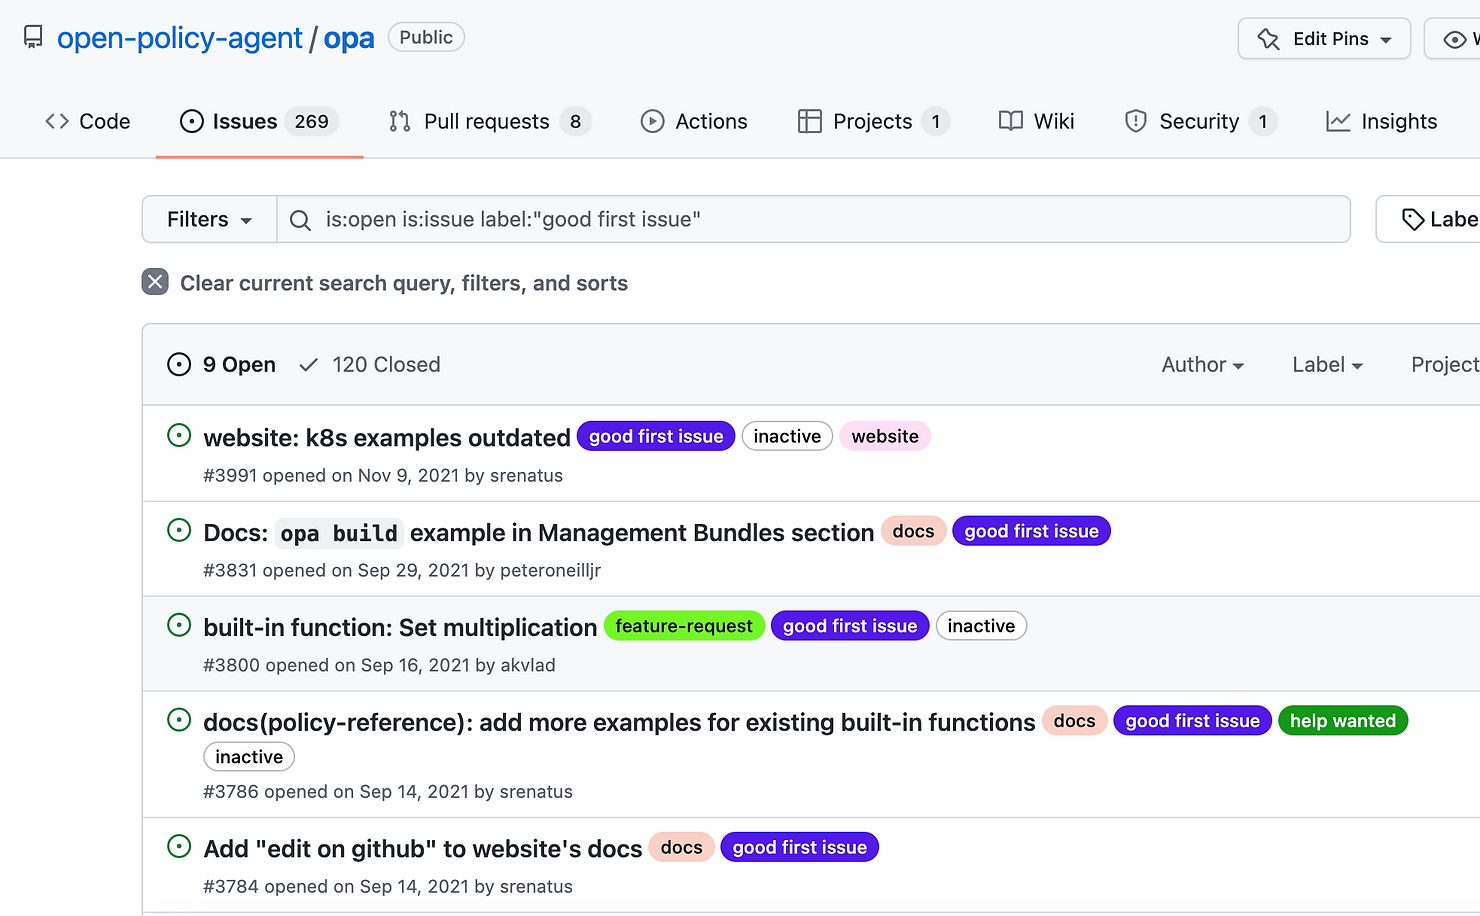 open-policy-agent / opa Public Edit Pins
Code Issues 269 Pull requests 8 Actions Projects 1 Wiki Security 1 Insights
Filters is:open is:issue label:"good first issue"
Clear current search query, filters, and sorts
9 Open 120 Closed Author Label Project
website: k8s examples outdated good first issue inactive website
#3991 opened on Nov 9, 2021 by srenatus
Docs: opa build example in Management Bundles section docs good first issue
#3831 opened on Sep 29, 2021 by peteroneilljr
built-in function: Set multiplication feature-request good first issue inactive
#3800 opened on Sep 16, 2021 by akvlad
docs(policy-reference): add more examples for existing built-in functions docs good first issue help wanted
inactive
#3786 opened on Sep 14, 2021 by srenatus
Add "edit on github" to website's docs docs good first issue
#3784 opened on Sep 14, 2021 by srenatus